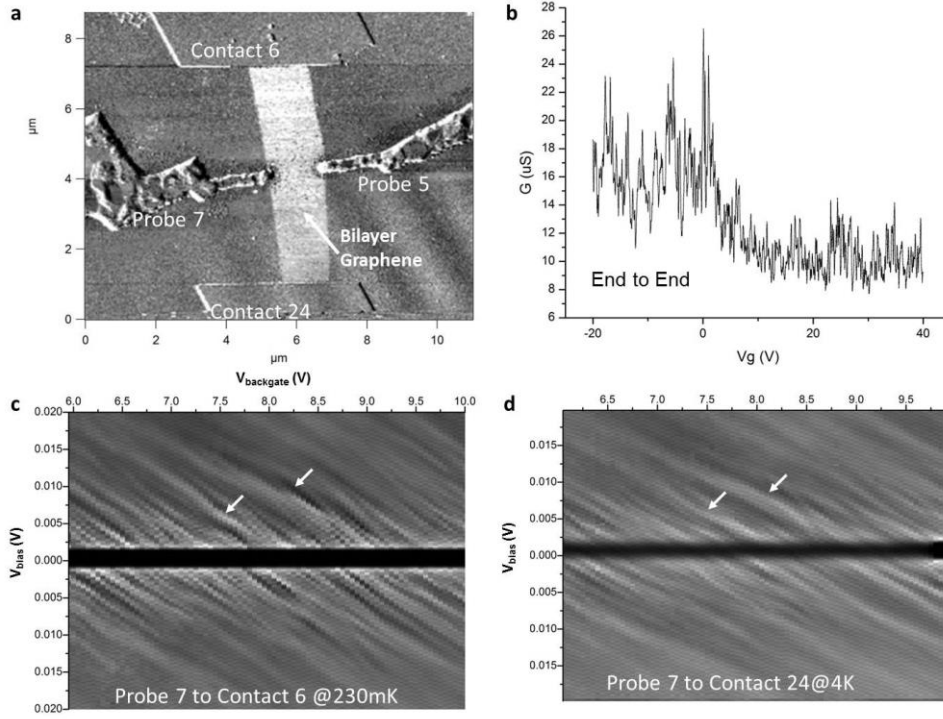 a
8
6
4
2
0
µm
0 2 4 6 8 10
µm
Contact 6
Probe 7
Probe 5
Bilayer
Graphene
Contact 24
b
28
26
24
22
20
18
16
14
12
10
8
6
G (uS)
End to End
-20 0 20 40
Vg (V)
V_backgate (V)
c
6.0 6.5 7.0 7.5 8.0 8.5 9.0 9.5 10.0
0.020
0.015
0.010
0.005
0.000
0.005
0.010
0.015
0.020
V_bias (V)
Probe 7 to Contact 6 @230mK
d
6.5 7.0 7.5 8.0 8.5 9.0 9.5
0.015
0.010
0.005
0.000
0.005
0.010
0.015
V_bias (V)
Probe 7 to Contact 24@4K